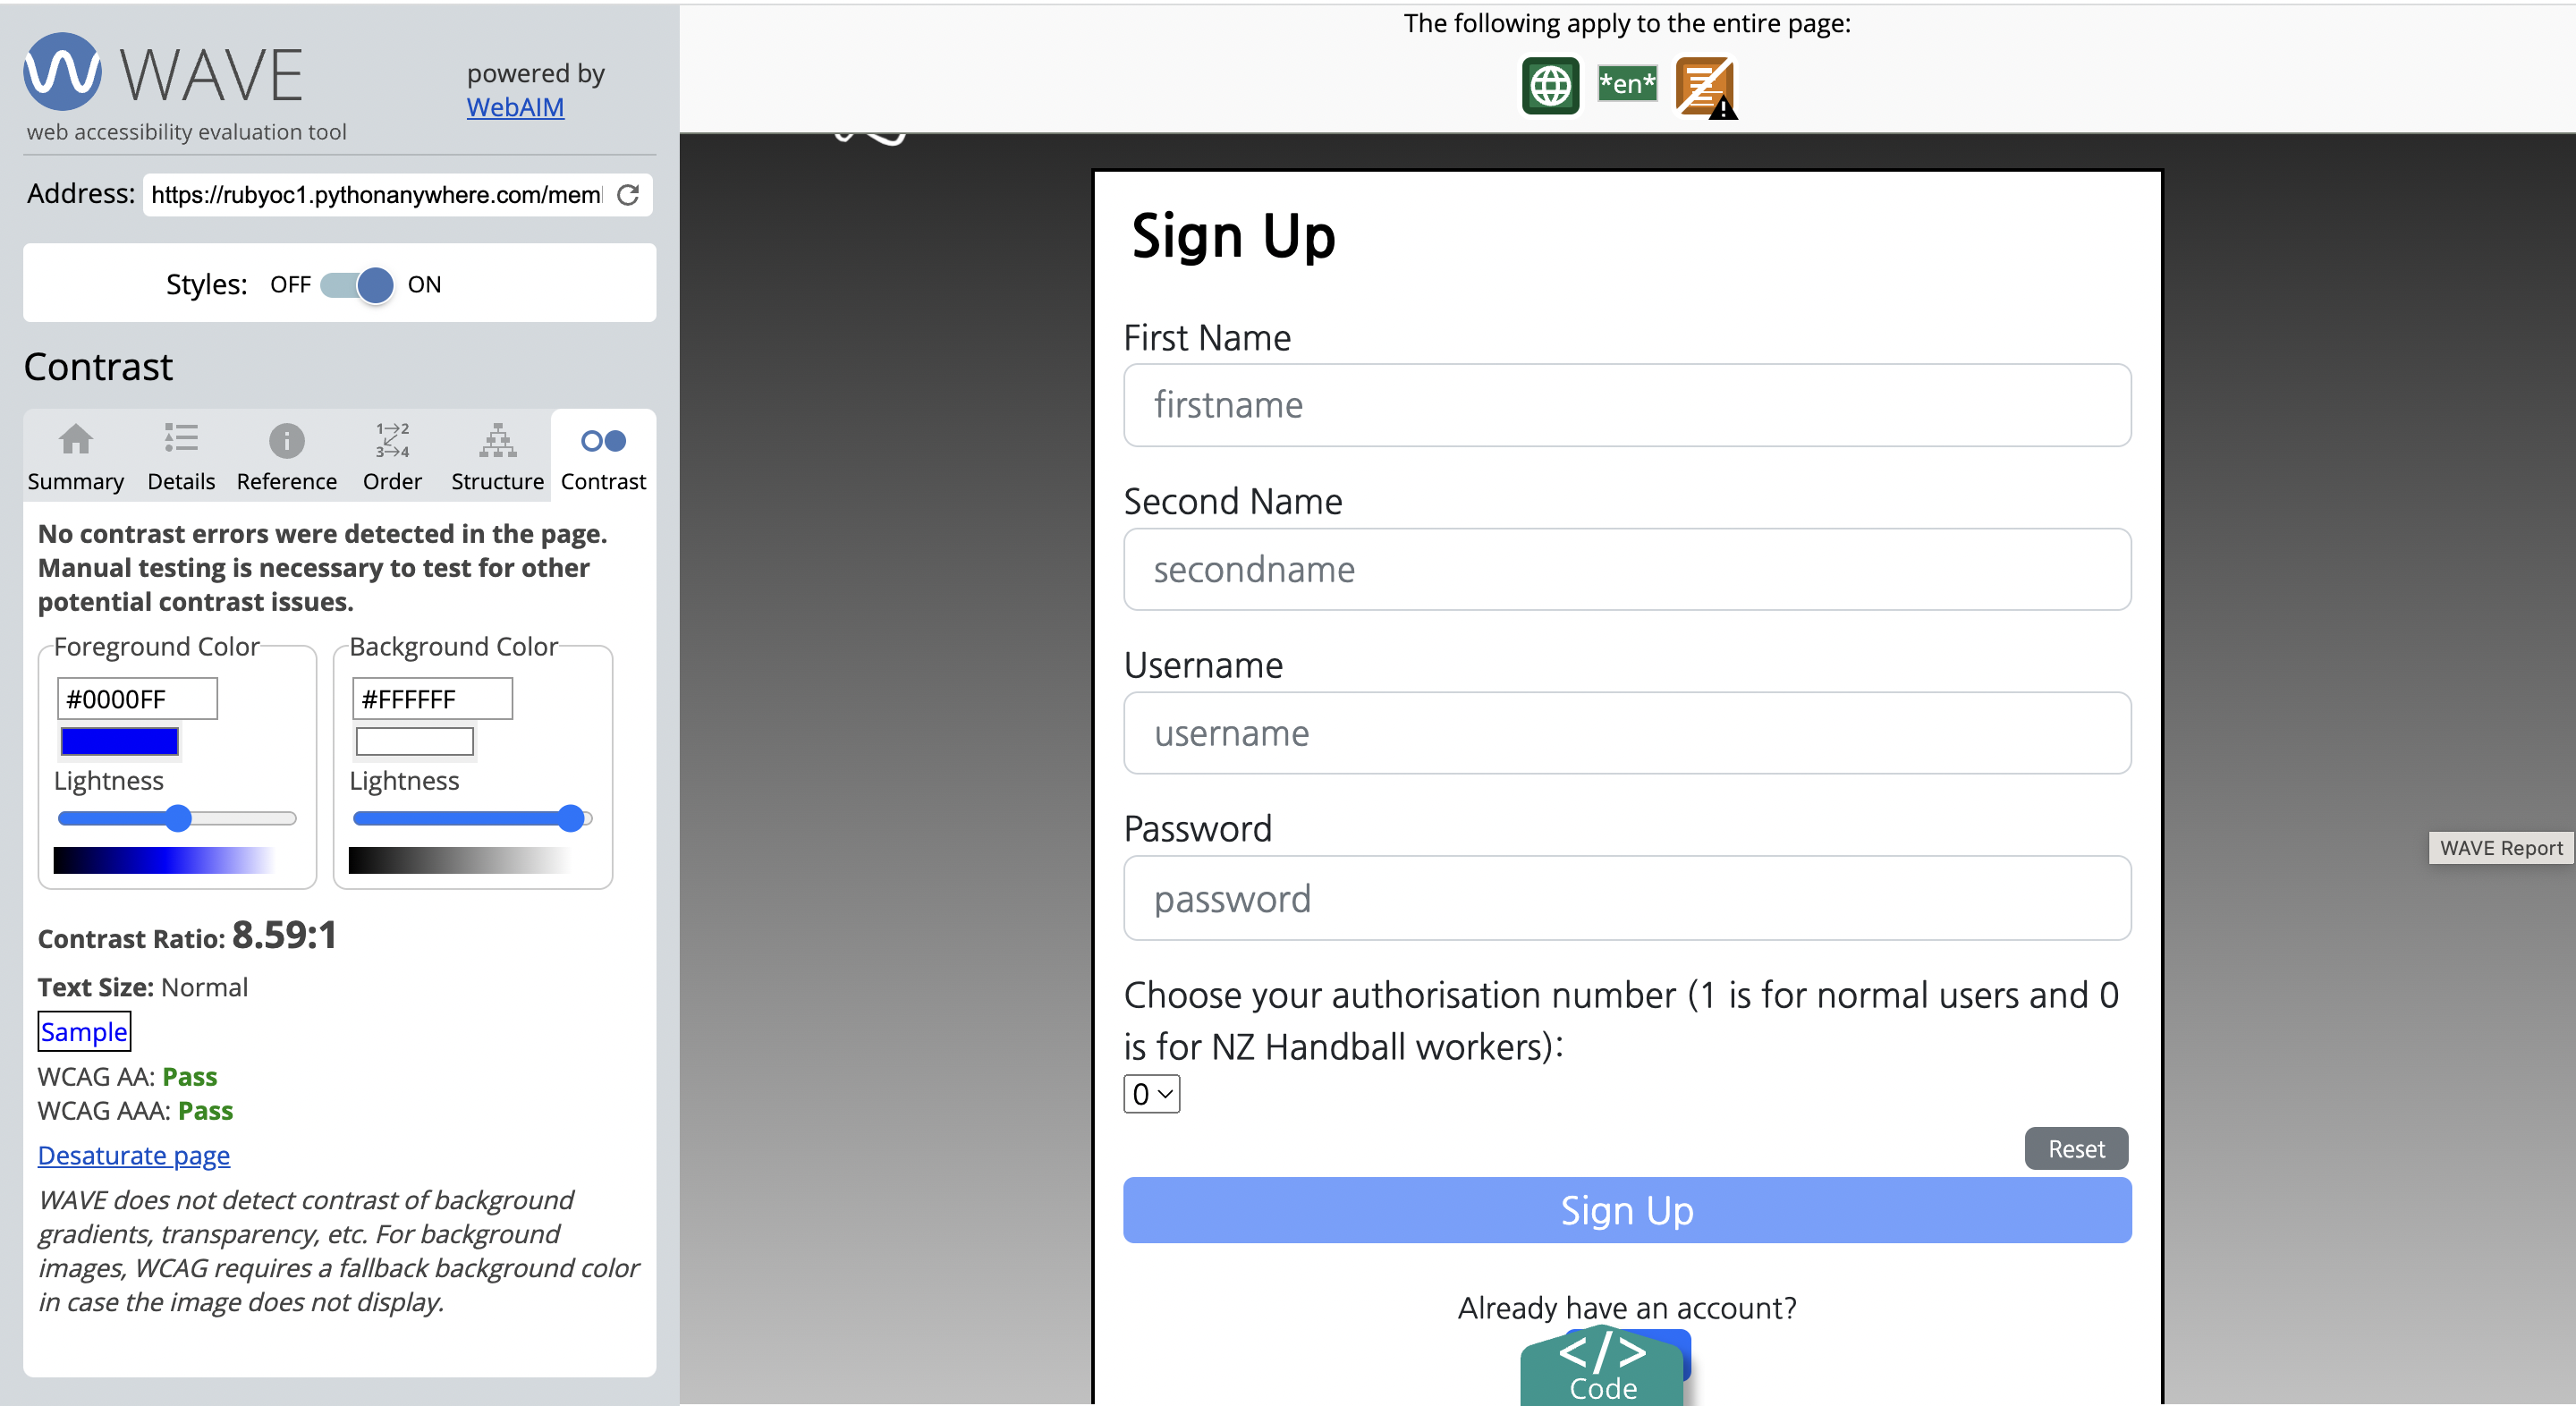 WAVE
powered by
WebAIM
web accessibility evaluation tool
Address: https://rubyoc1.pythonanywhere.com/mem
Styles: OFF ON
Contrast
Summary Details Reference Order Structure Contrast
1→2
3→4
No contrast errors were detected in the page.
Manual testing is necessary to test for other
potential contrast issues.
Foreground Color Background Color
#0000FF #FFFFFF
Lightness Lightness
Contrast Ratio: 8.59:1
Text Size: Normal
Sample
WCAG AA: Pass
WCAG AAA: Pass
Desaturate page
WAVE does not detect contrast of background
gradients, transparency, etc. For background
images, WCAG requires a fallback background color
in case the image does not display.
The following apply to the entire page:
*en*
Sign Up
First Name
firstname
Second Name
secondname
Username
username
Password
password
Choose your authorisation number (1 is for normal users and 0
is for NZ Handball workers):
0
Reset
Sign Up
Already have an account?
</>
Code
WAVE Report